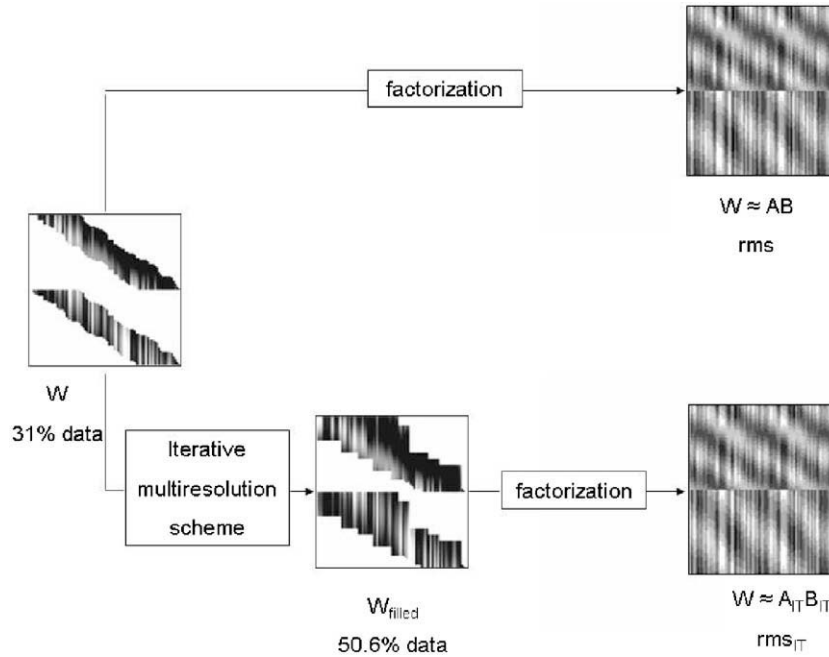 factorization
W ≈ AB
rms
W
31% data
Iterative
multiresolution
scheme
factorization
W_filled
50.6% data
W ≈ A_IT B_IT
rms_IT